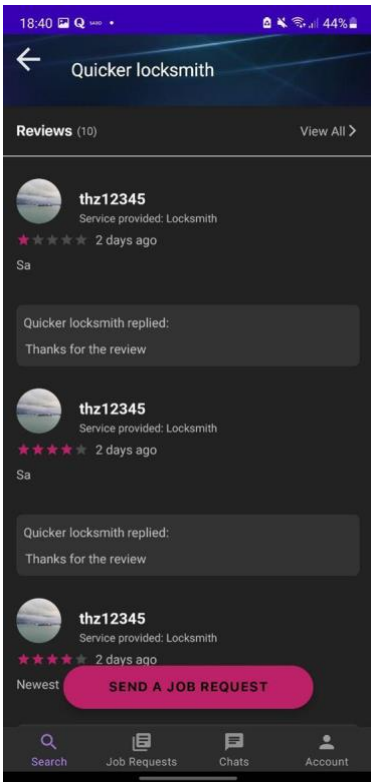 18:40
44%
Quicker locksmith
Reviews (10)
View All
thz12345
Service provided: Locksmith
2 days ago
Sa
Quicker locksmith replied:
Thanks for the review
thz12345
Service provided: Locksmith
2 days ago
Sa
Quicker locksmith replied:
Thanks for the review
thz12345
Service provided: Locksmith
2 days ago
Newest
SEND A JOB REQUEST
Search
Job Requests
Chats
Account